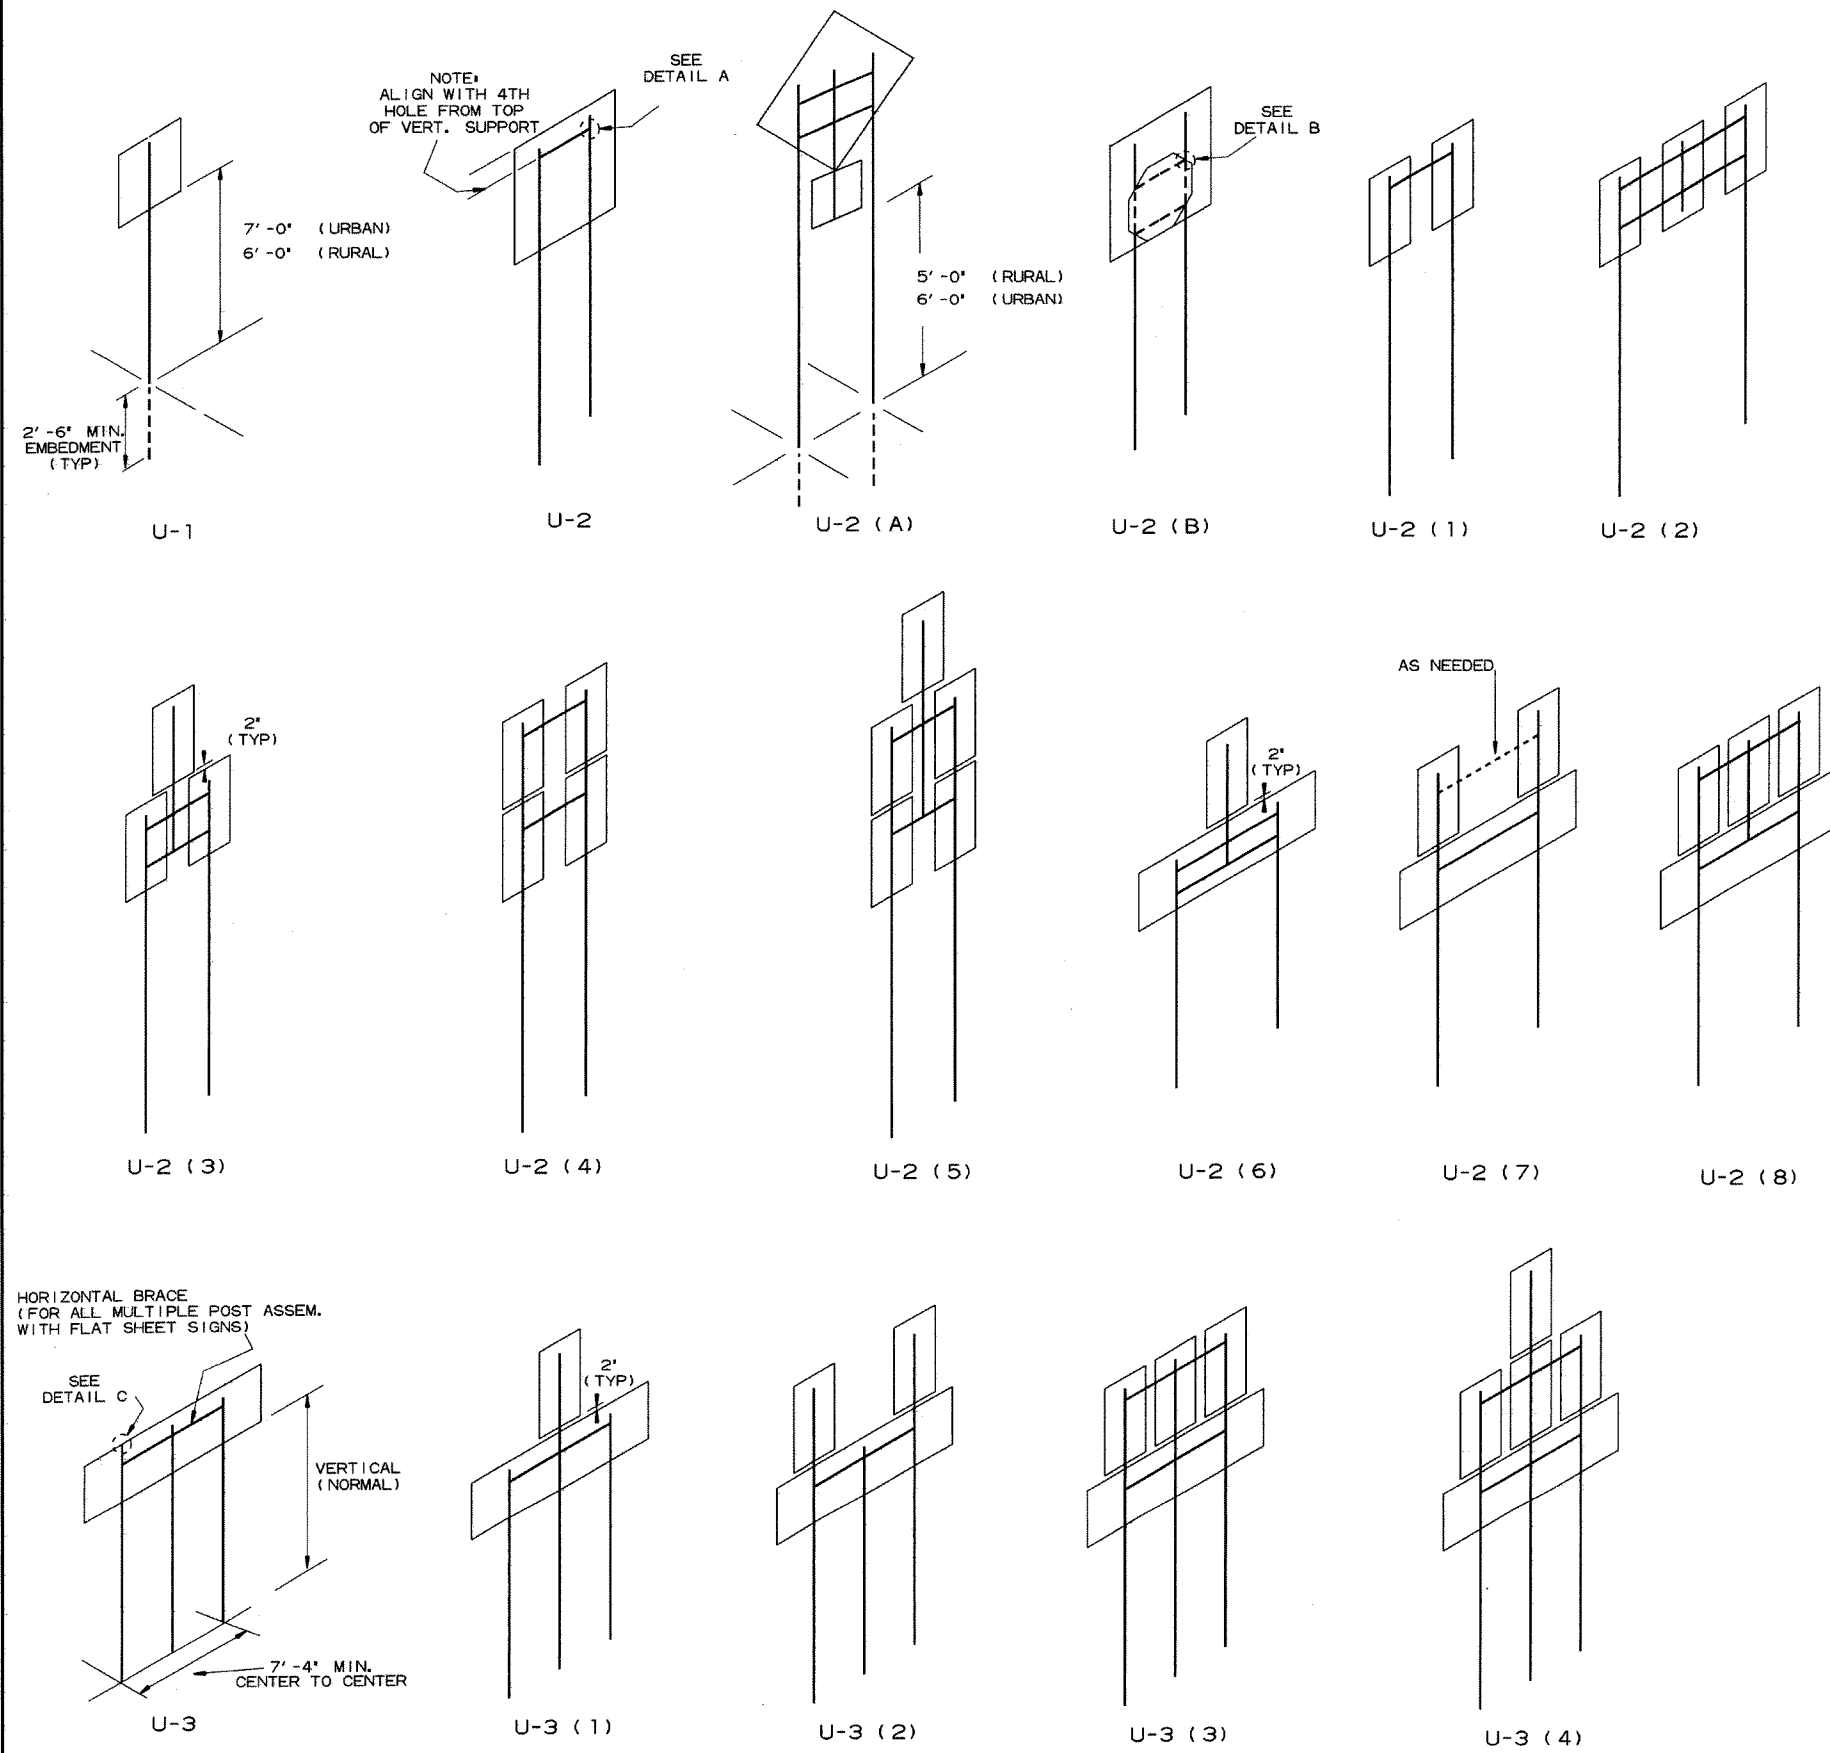 NOTE:
ALIGN WITH 4TH
HOLE FROM TOP
OF VERT. SUPPORT
SEE
DETAIL A
SEE
DETAIL B
7'-0" (URBAN)
6'-0" (RURAL)
5'-0" (RURAL)
6'-0" (URBAN)
2'-6" MIN.
EMBEDMENT
(TYP)
U-1
U-2
U-2 (A)
U-2 (B)
U-2 (1)
U-2 (2)
2"
(TYP)
2"
(TYP)
AS NEEDED
U-2 (3)
U-2 (4)
U-2 (5)
U-2 (6)
U-2 (7)
U-2 (8)
HORIZONTAL BRACE
(FOR ALL MULTIPLE POST ASSEM.
WITH FLAT SHEET SIGNS)
SEE
DETAIL C
VERTICAL
(NORMAL)
7'-4" MIN.
CENTER TO CENTER
2"
(TYP)
U-3
U-3 (1)
U-3 (2)
U-3 (3)
U-3 (4)